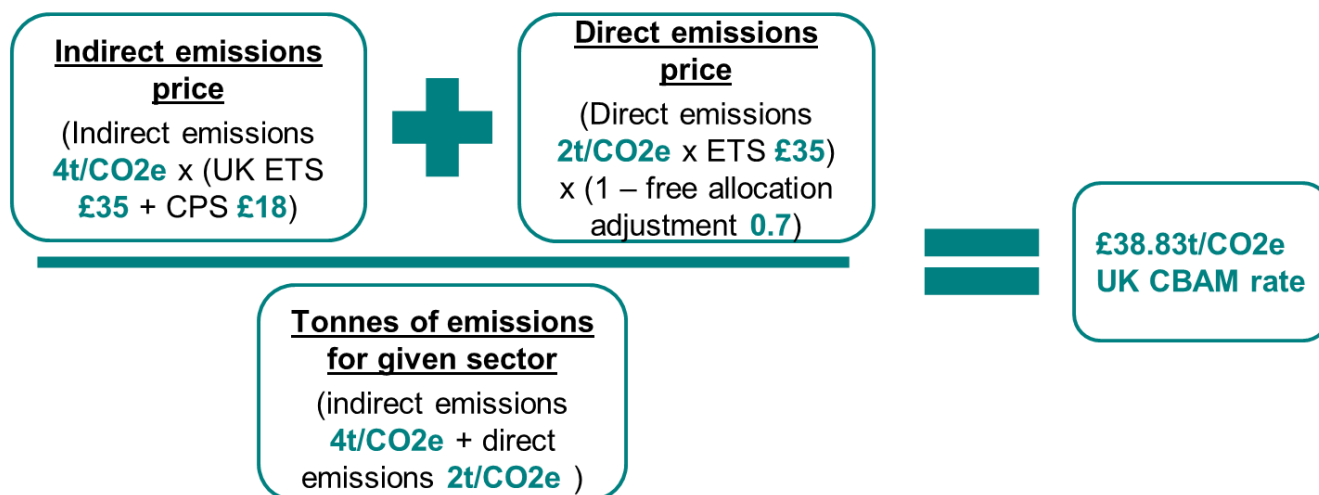 Indirect emissions
price
(Indirect emissions
4t/CO2e x (UK ETS
£35 + CPS £18)
Direct emissions
price
(Direct emissions
2t/CO2e x ETS £35)
x (1 – free allocation
adjustment 0.7)
Tonnes of emissions
for given sector
(indirect emissions
4t/CO2e + direct
emissions 2t/CO2e )
£38.83t/CO2e
UK CBAM rate